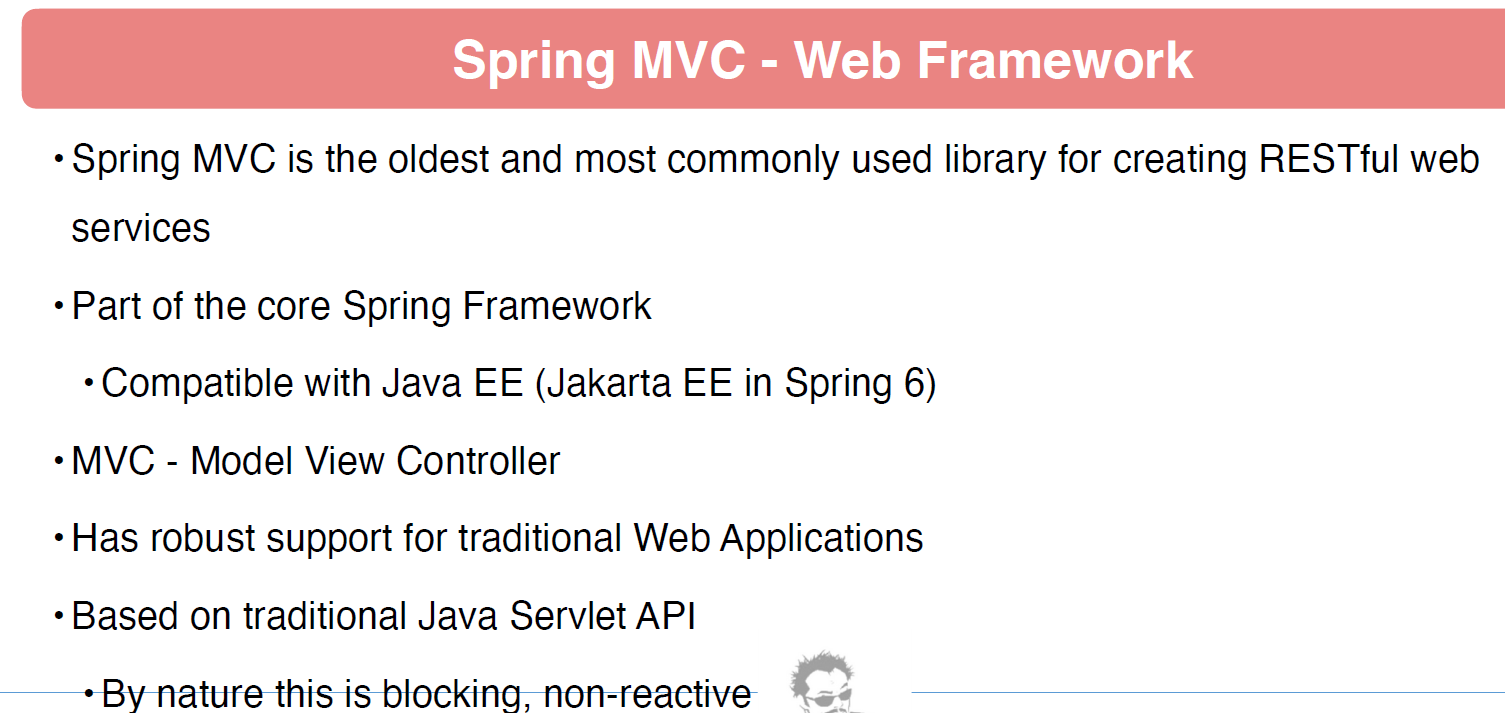 Spring MVC - Web Framework
•Spring MVC is the oldest and most commonly used library for creating RESTful web
services
•Part of the core Spring Framework
•Compatible with Java EE (Jakarta EE in Spring 6)
•MVC - Model View Controller
•Has robust support for traditional Web Applications
•Based on traditional Java Servlet API
•By nature this is blocking, non-reactive